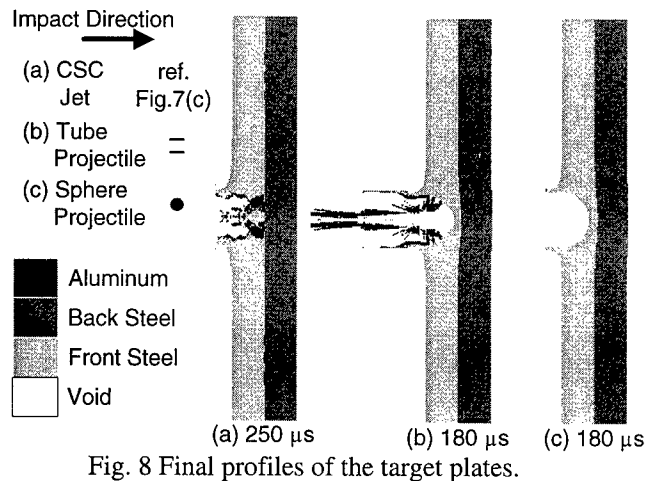 Impact Direction
(a) CSC ref.
Jet Fig.7(c)
(b) Tube
Projectile
(c) Sphere
Projectile
Aluminum
Back Steel
Front Steel
Void
(a) 250 µs
(b) 180 µs
(c) 180 µs
Fig. 8 Final profiles of the target plates.